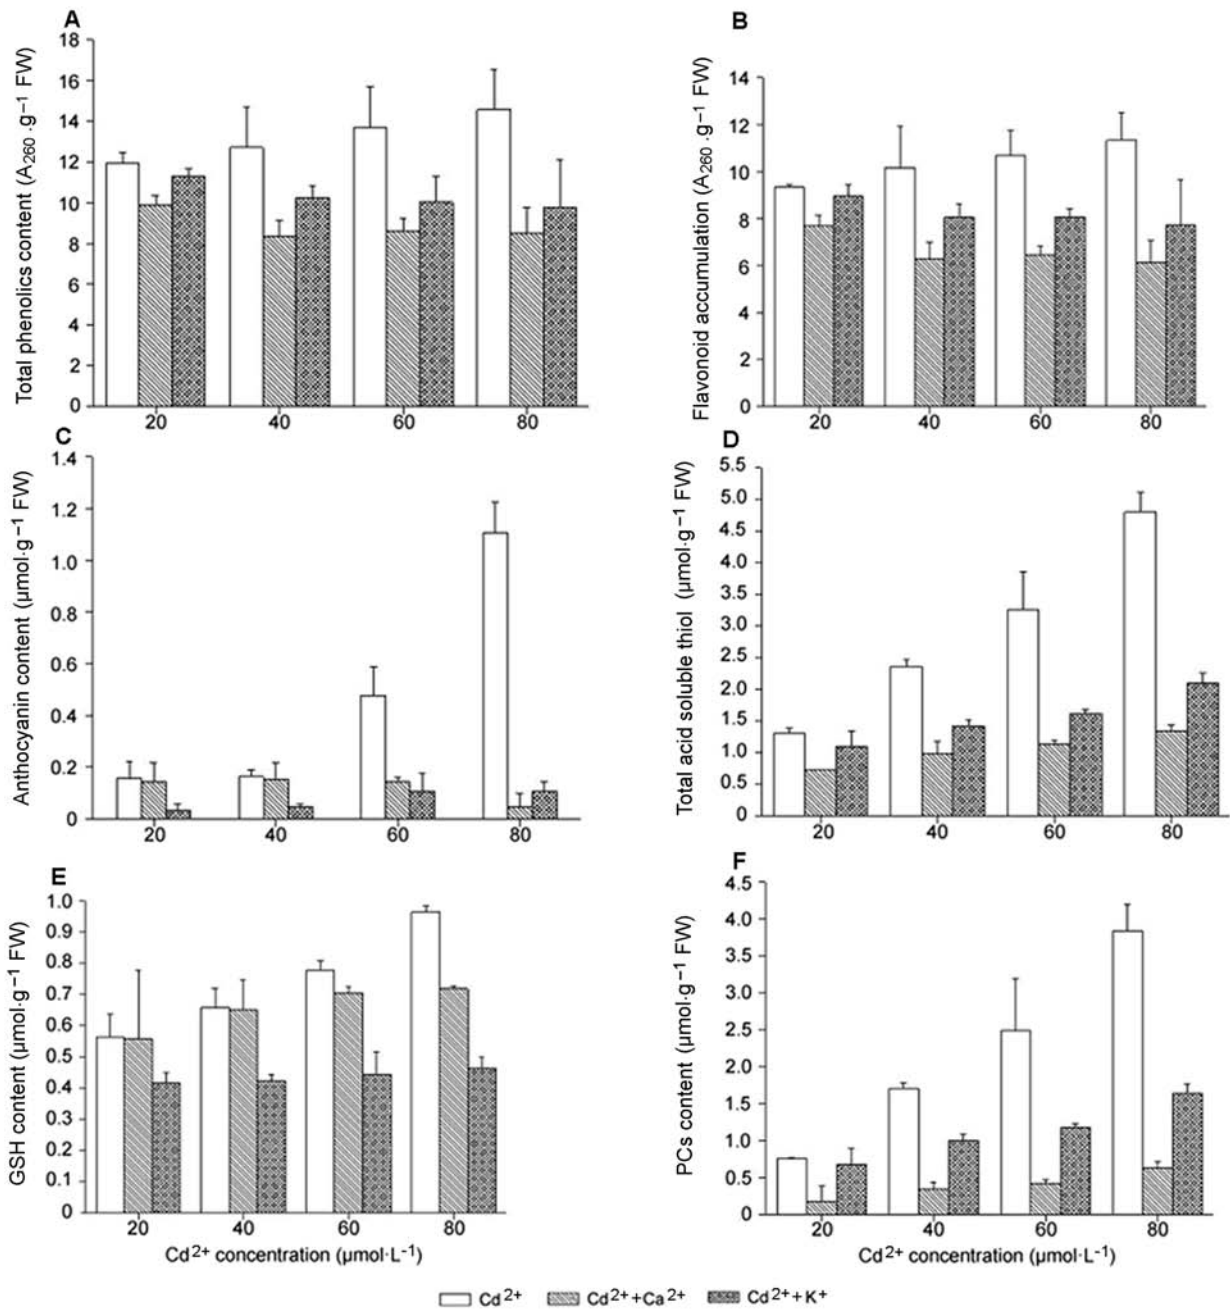 A
Total phenolics content (A260 .g−1 FW)
18
16
14
12
10
8
6
4
2
0
20 40 60 80
B
Flavonoid accumulation (A260 .g−1 FW)
14
12
10
8
6
4
2
0
20 40 60 80
C
Anthocyanin content (µmol·g−1 FW)
1.4
1.2
1.0
0.8
0.6
0.4
0.2
0
20 40 60 80
D
Total acid soluble thiol (µmol·g−1 FW)
5.5
5.0
4.5
4.0
3.5
3.0
2.5
2.0
1.5
1.0
0.5
0
20 40 60 80
E
GSH content (µmol·g−1 FW)
1.0
0.9
0.8
0.7
0.6
0.5
0.4
0.3
0.2
0.1
0
20 40 60 80
Cd2+ concentration (µmol·L-1)
F
PCs content (µmol·g−1 FW)
4.5
4.0
3.5
3.0
2.5
2.0
1.5
1.0
0.5
0
20 40 60 80
Cd2+ concentration (µmol·L-1)
Cd2+ Cd2++Ca2+ Cd2++K+